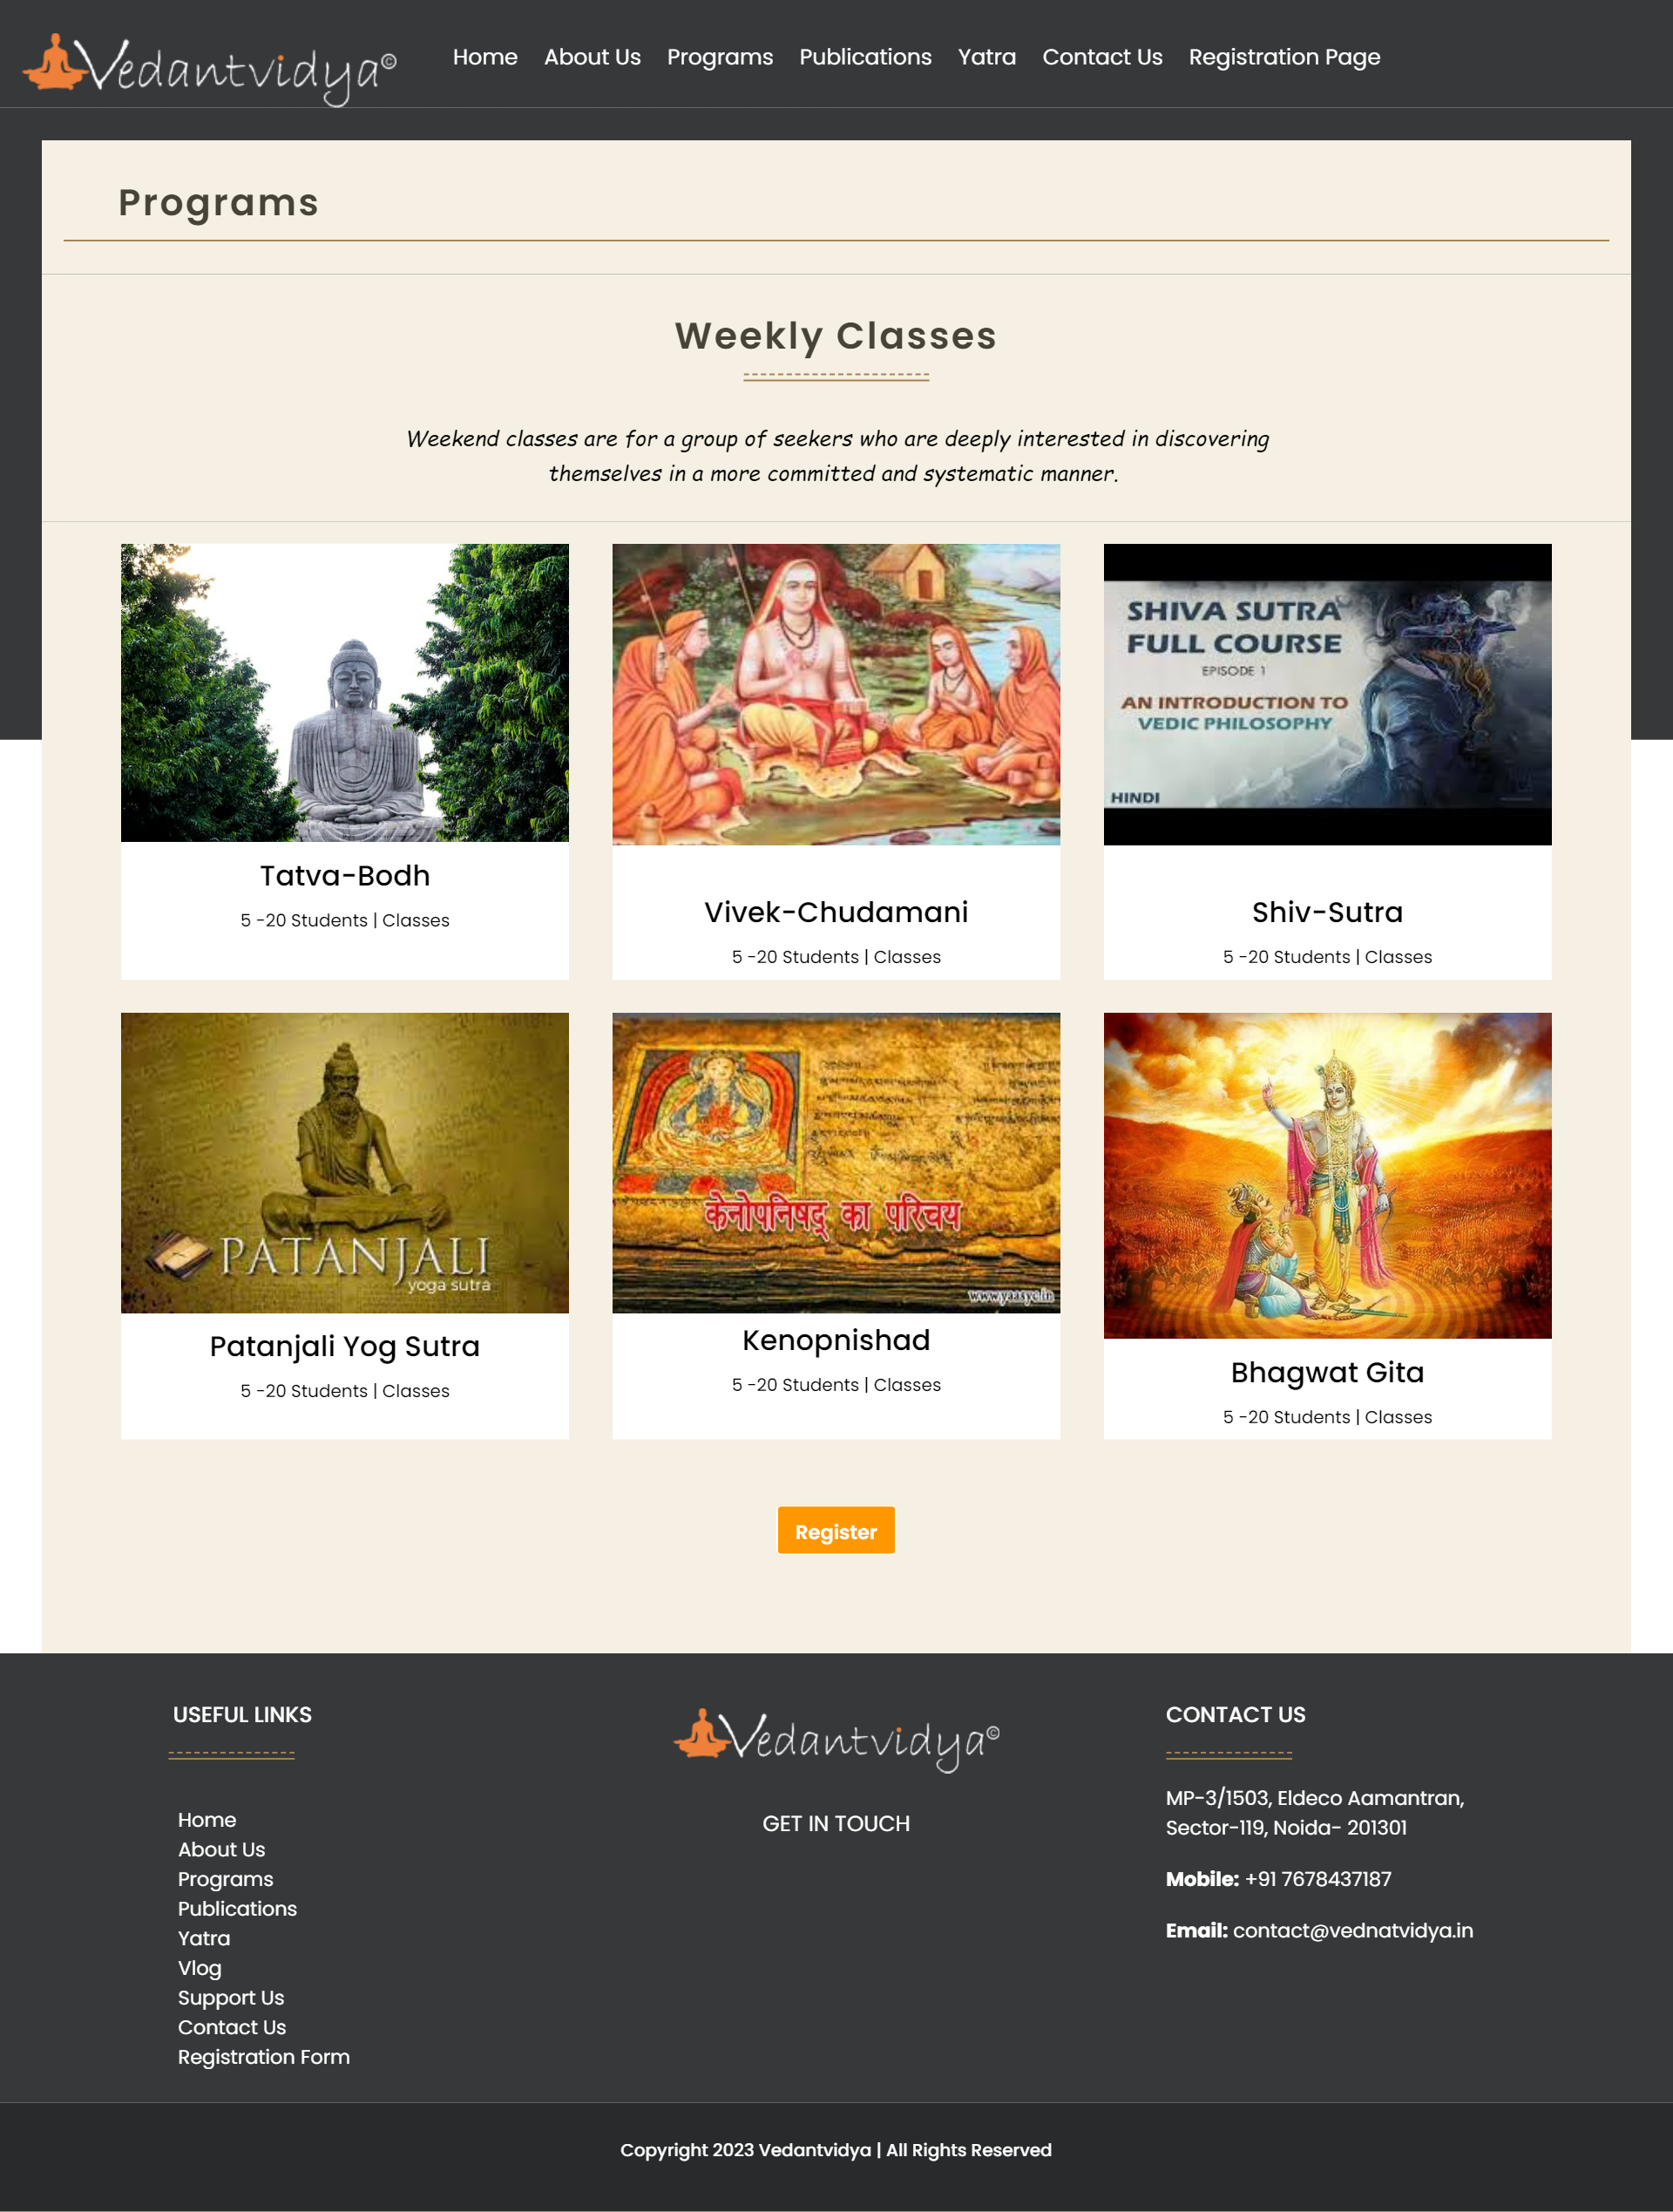 Vedantvidya©
Home About Us Programs Publications Yatra Contact Us Registration Page
Programs
Weekly Classes
Weekend classes are for a group of seekers who are deeply interested in discovering
themselves in a more committed and systematic manner.
SHIVA SUTRA
FULL COURSE
EPISODE 1
AN INTRODUCTION TO
VEDIC PHILOSOPHY
HINDI
Tatva-Bodh
5 -20 Students | Classes
Vivek-Chudamani
5 -20 Students | Classes
Shiv-Sutra
5 -20 Students | Classes
PATANJALI
yoga sutra
केनोपनिषद् का परिचय
Patanjali Yog Sutra
5 -20 Students | Classes
Kenopnishad
5 -20 Students | Classes
Bhagwat Gita
5 -20 Students | Classes
Register
USEFUL LINKS
Home
About Us
Programs
Publications
Yatra
Vlog
Support Us
Contact Us
Registration Form
Vedantvidya©
GET IN TOUCH
CONTACT US
MP-3/1503, Eldeco Aamantran,
Sector-119, Noida- 201301
Mobile: +91 7678437187
Email: contact@vednatvidya.in
Copyright 2023 Vedantvidya | All Rights Reserved